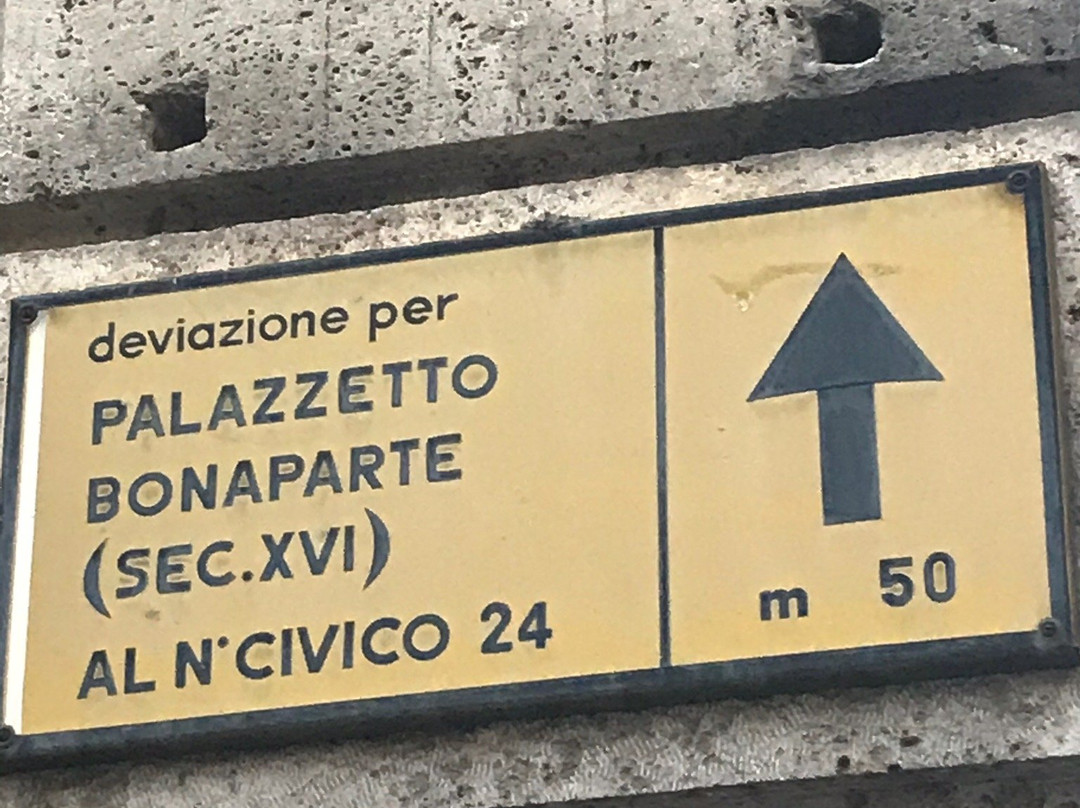 deviazione per
PALAZZETTO
BONAPARTE
(SEC.XVI)
AL N°CIVICO 24
m 50